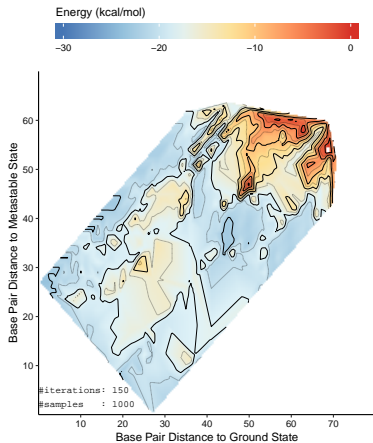 Energy (kcal/mol)
−30 −20 −10 0
Base Pair Distance to Metastable State
60
50
40
30
20
10
#iterations: 150
#samples : 1000
10 20 30 40 50 60 70
Base Pair Distance to Ground State